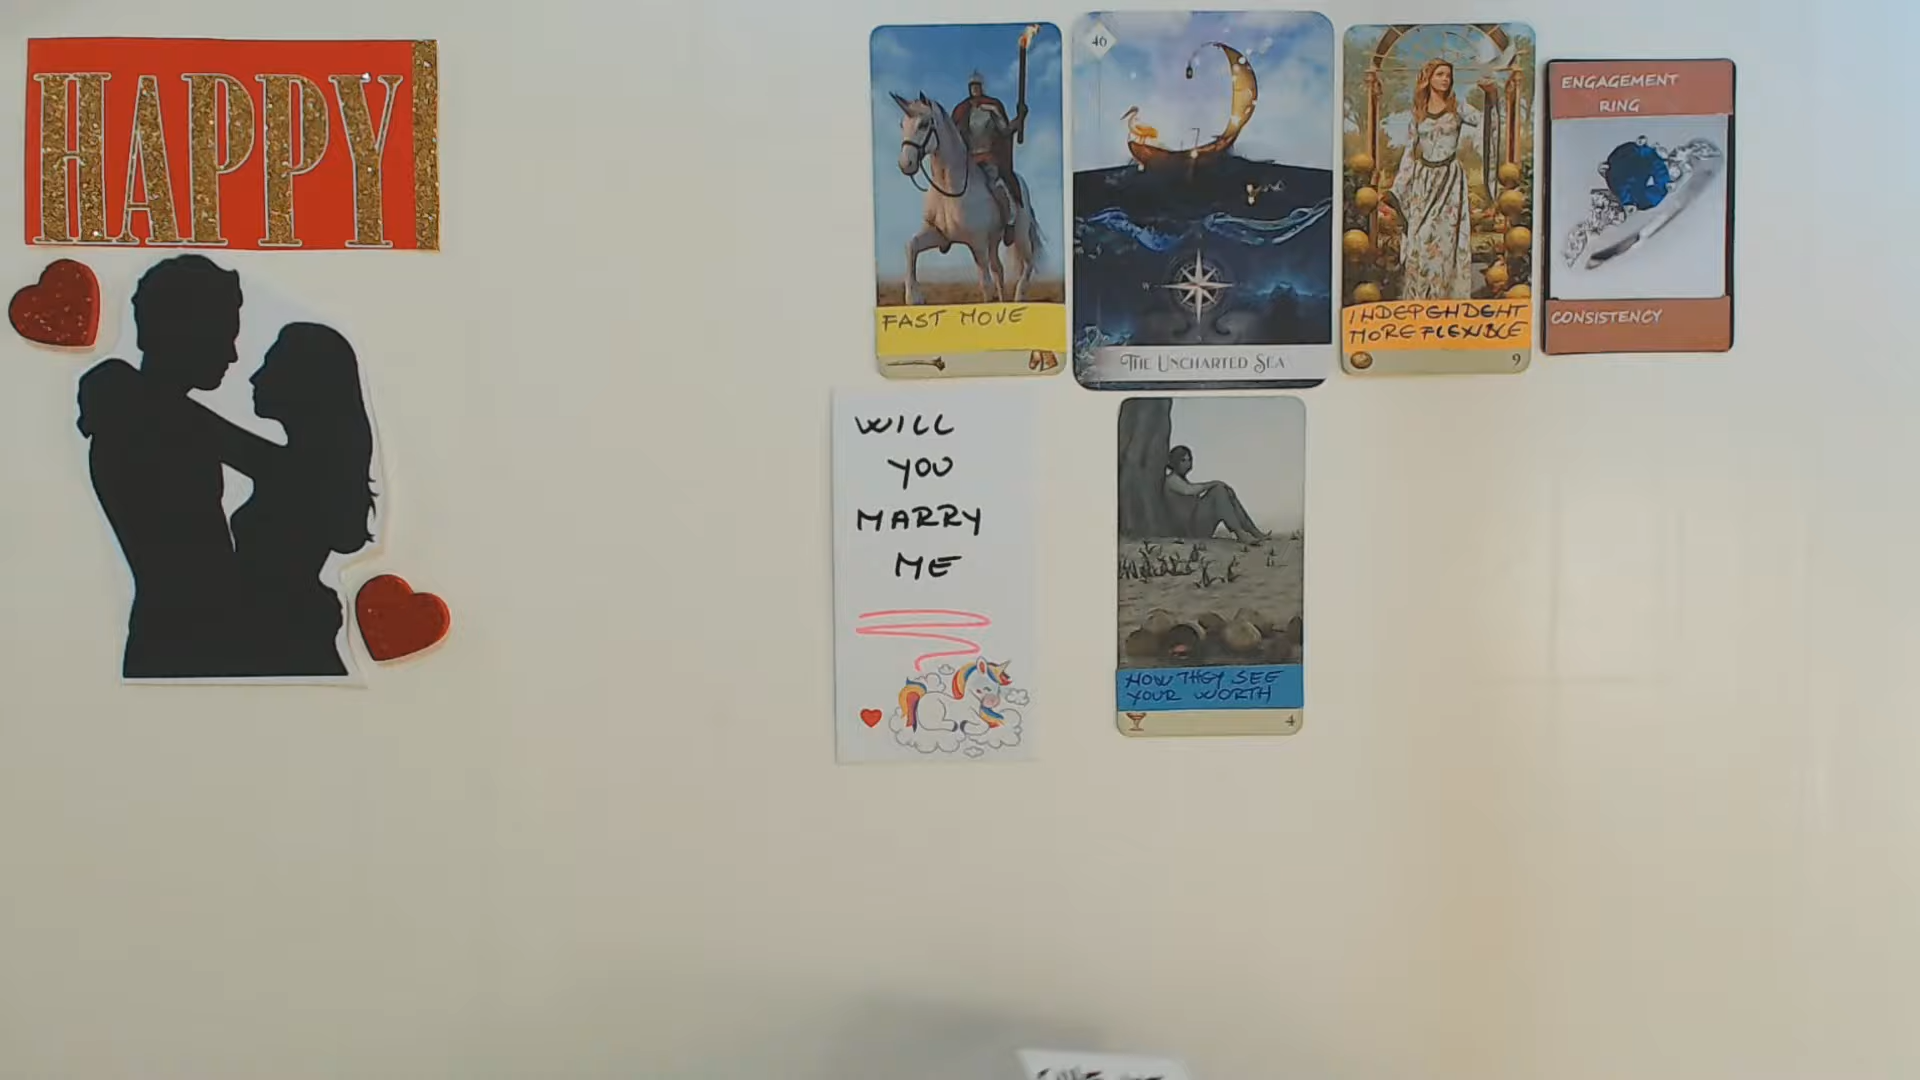 HAPPY
FAST MOVE
40
W
THE UNCHARTED SEA
INDEPENDENT
MORE FLEXIBLE
9
ENGAGEMENT
RING
CONSISTENCY
WILL
YOU
MARRY
ME
NOW THEY SEE
YOUR WORTH
4